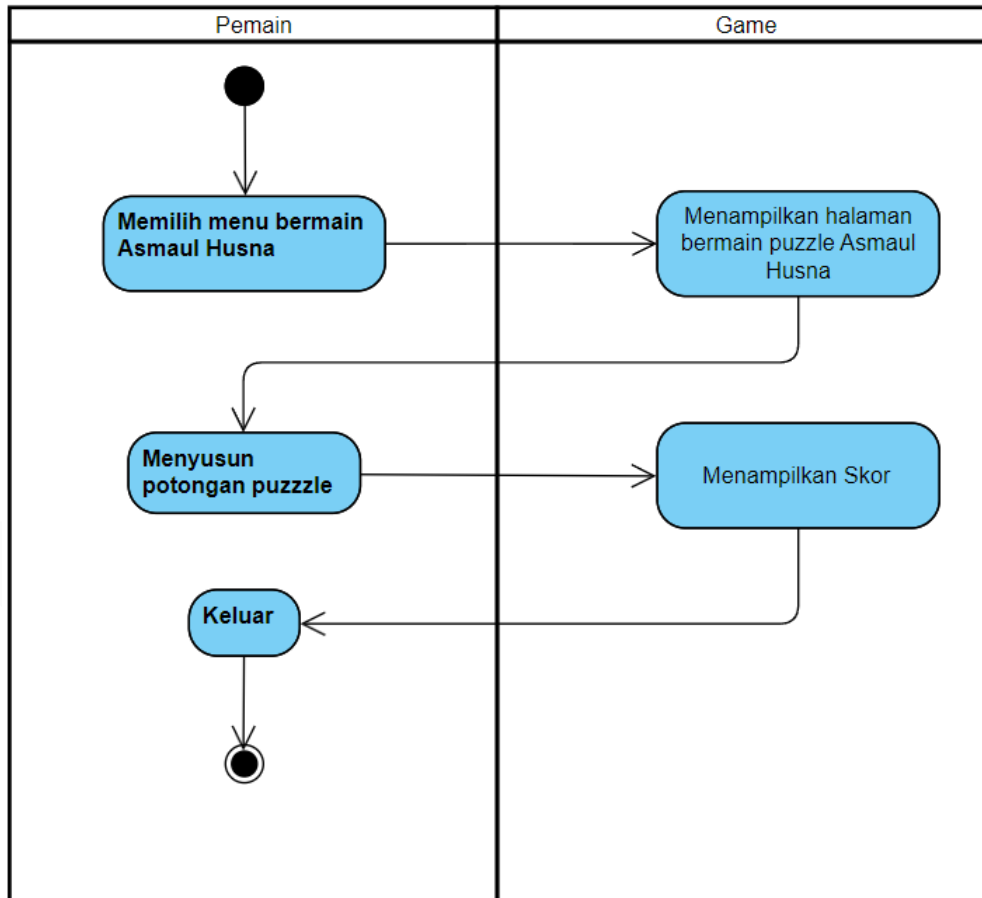 Pemain
Game
Memilih menu bermain
Asmaul Husna
Menampilkan halaman
bermain puzzle Asmaul
Husna
Menyusun
potongan puzzzle
Menampilkan Skor
Keluar